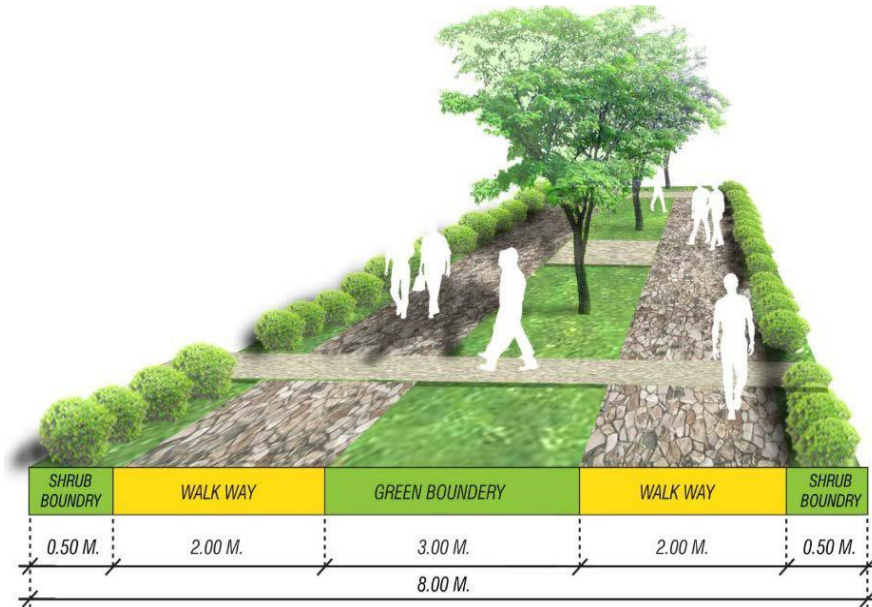 SHRUB
BOUNDRY
WALK WAY
GREEN BOUNDERY
WALK WAY
SHRUB
BOUNDRY
0.50 M.
2.00 M.
3.00 M.
2.00 M.
0.50 M.
8.00 M.